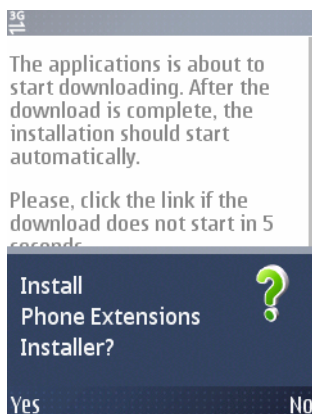 3G
The applications is about to
start downloading. After the
download is complete, the
installation should start
automatically.
Please, click the link if the
download does not start in 5
seconds
Install
Phone Extensions
Installer?
Yes No